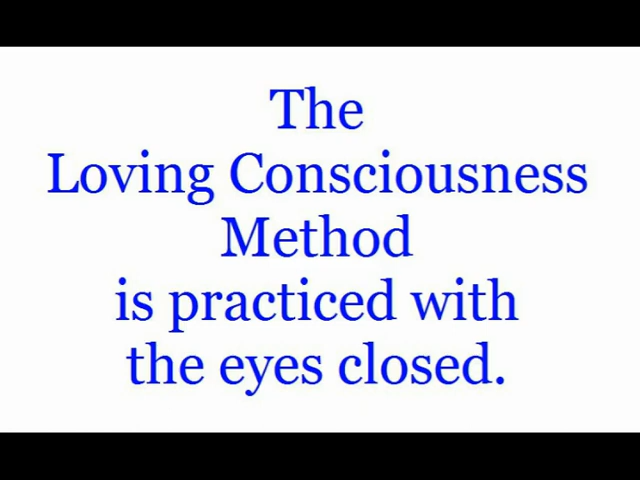 The
Loving Consciousness
Method
is practiced with
the eyes closed.